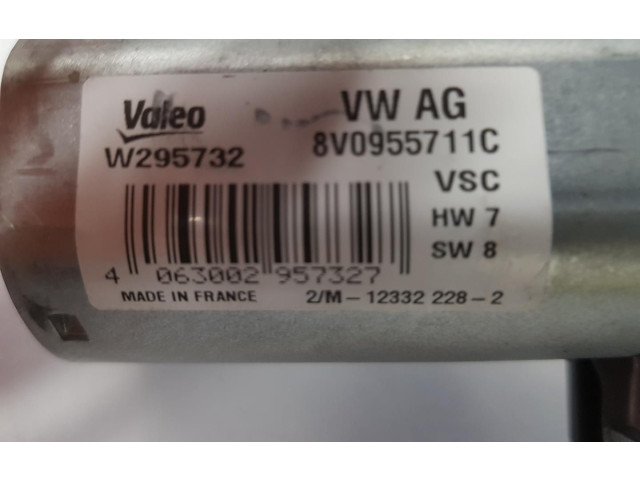 Valeo VW AG
W295732 8V0955711C
VSC
HW 7
SW 8
4 063002 957327
MADE IN FRANCE 2/M-12332 228-2